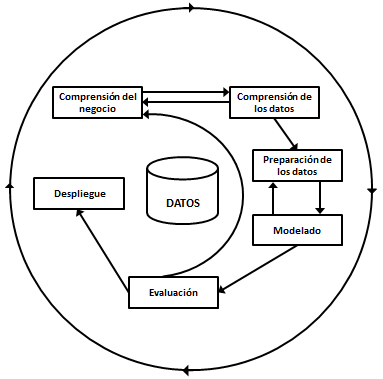 Comprensión del
negocio
Comprensión de
los datos
Preparación de
los datos
Despliegue
DATOS
Modelado
Evaluación